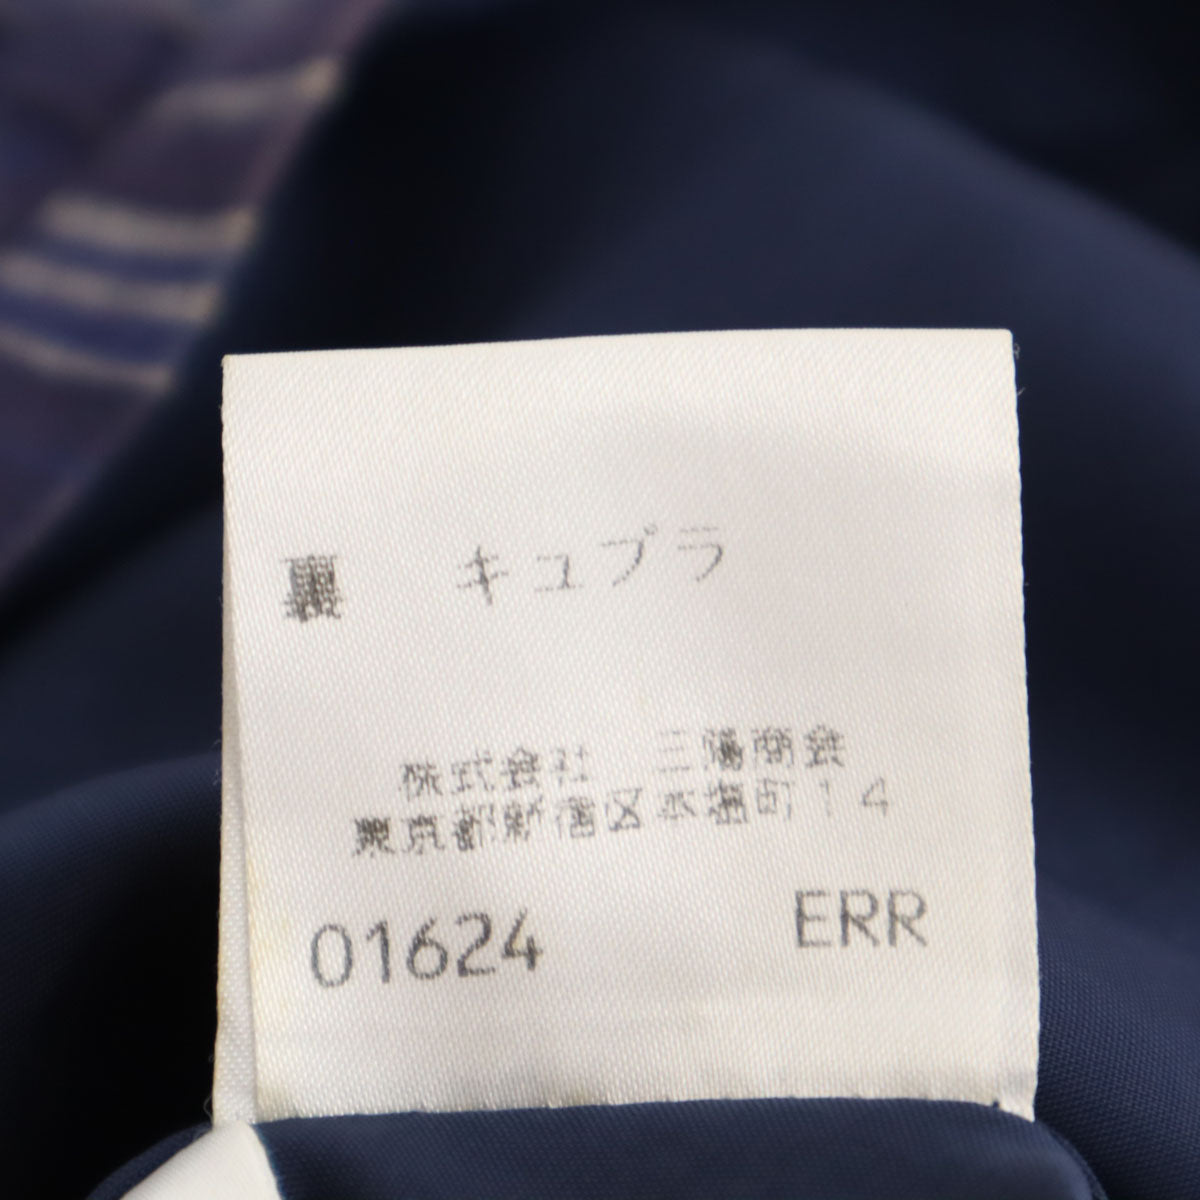 裏 キュプラ
株式会社 三陽商会
東京都新宿区本塩町14
01624 ERR